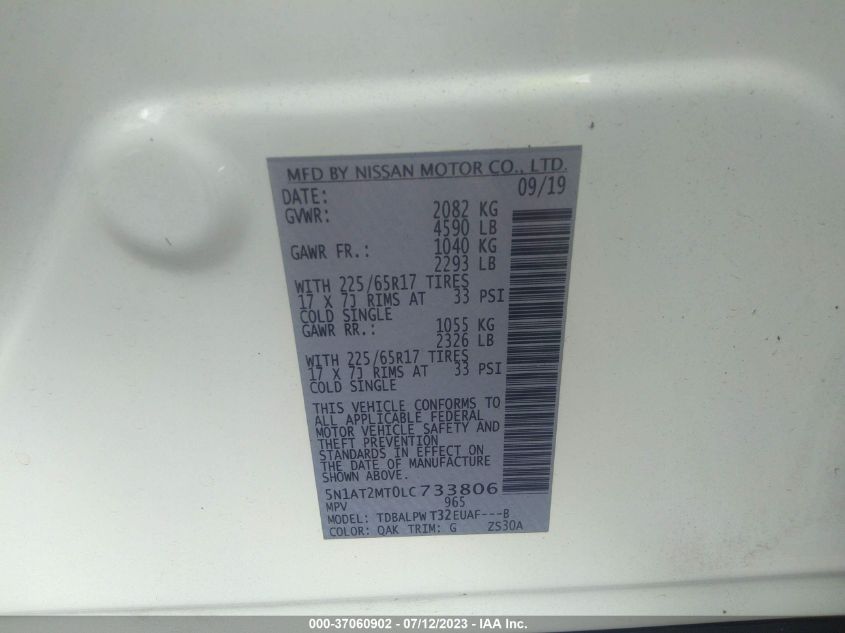 MFD BY NISSAN MOTOR CO., LTD.
DATE: 09/19
GVWR: 2082 KG
4590 LB
GAWR FR.: 1040 KG
2293 LB
WITH 225/65R17 TIRES
17 X 7J RIMS AT 33 PSI
COLD SINGLE
GAWR RR.: 1055 KG
2326 LB
WITH 225/65R17 TIRES
17 X 7J RIMS AT 33 PSI
COLD SINGLE
THIS VEHICLE CONFORMS TO
ALL APPLICABLE FEDERAL
MOTOR VEHICLE SAFETY AND
THEFT PREVENTION
STANDARDS IN EFFECT ON
THE DATE OF MANUFACTURE
SHOWN ABOVE.
5N1AT2MT0LC733806
MPV 965
MODEL: TDBALPW T32EUAF---B
COLOR: QAK TRIM: G ZS30A
000-37060902 - 07/12/2023 - IAA Inc.